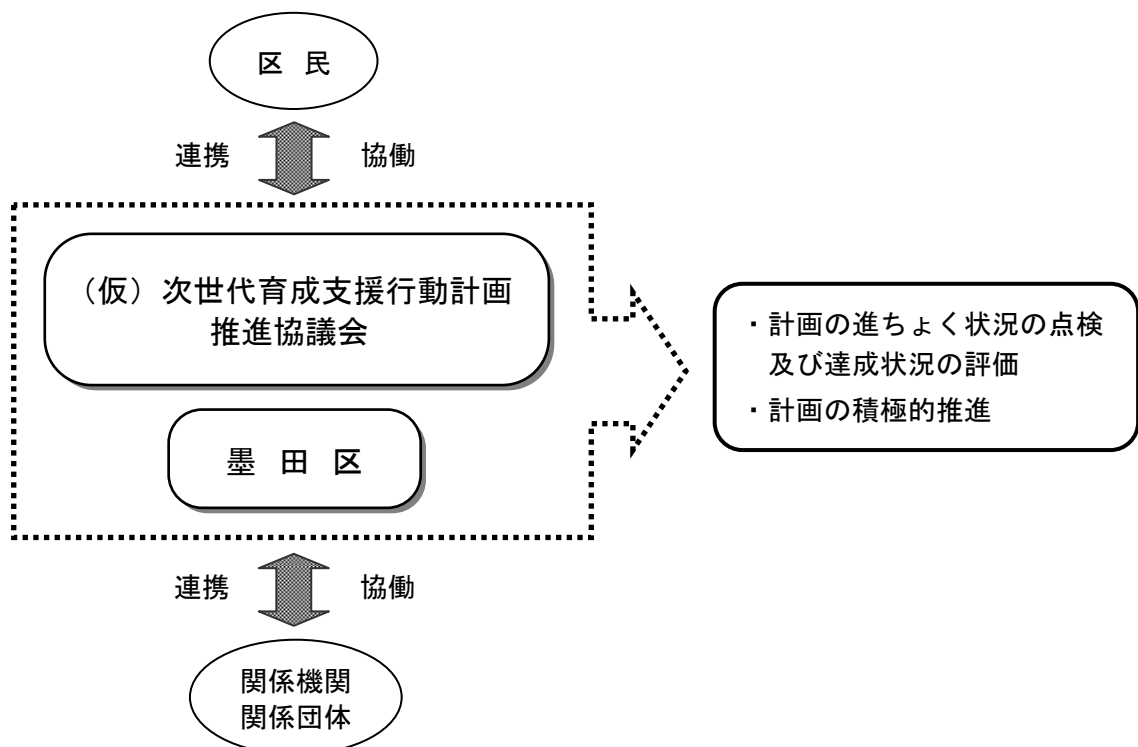 区 民
連携 協働
（仮）次世代育成支援行動計画
推進協議会
墨 田 区
・計画の進ちょく状況の点検
及び達成状況の評価
・計画の積極的推進
連携 協働
関係機関
関係団体